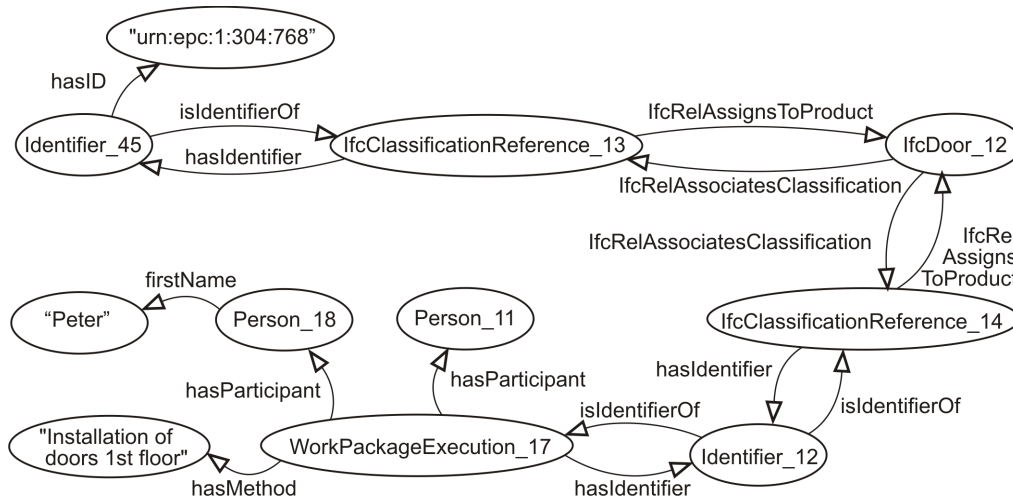 "urn:epc:1:304:768”
hasID
isIdentifierOf
IfcRelAssignsToProduct
Identifier_45
IfcClassificationReference_13
IfcDoor_12
hasIdentifier
IfcRelAssociatesClassification
IfcRelAssociatesClassification
IfcRe
Assigns
ToProduct
firstName
“Peter”
Person_18
Person_11
IfcClassificationReference_14
hasIdentifier
hasParticipant
hasParticipant
isIdentifierOf
isIdentifierOf
"Installation of
doors 1st floor"
WorkPackageExecution_17
Identifier_12
hasMethod
hasIdentifier